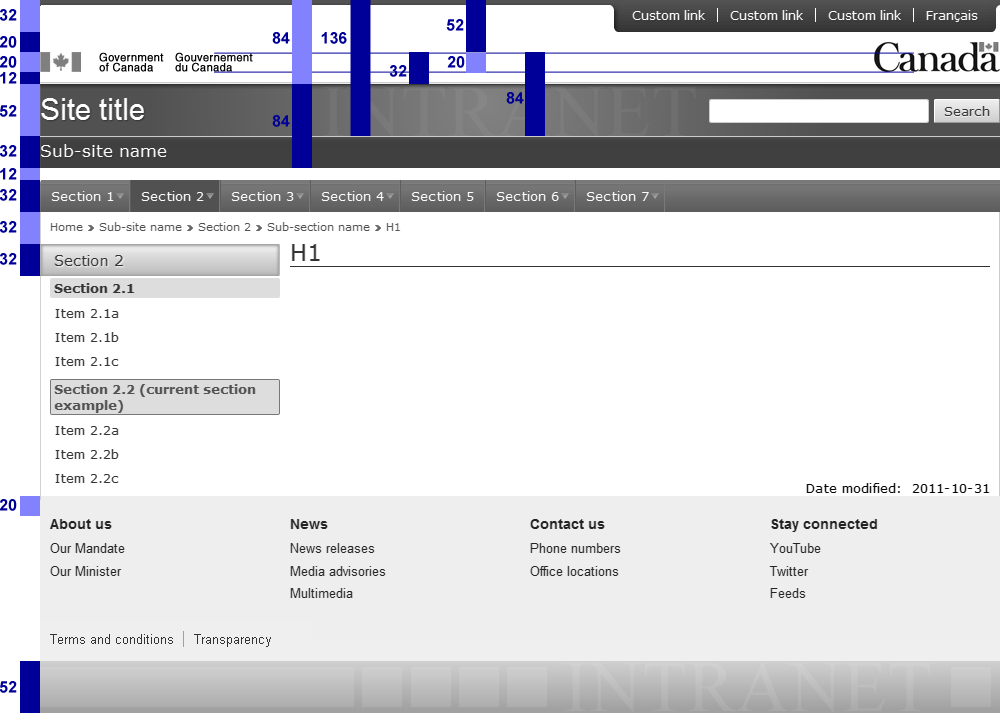 32
Custom link | Custom link | Custom link | Français
52
84 136
20
20
Government
of Canada
Gouvernement
du Canada
20
32
Canada
12
84
INTRANET
52
Site title
Search
84
32
Sub-site name
12
32
Section 1 Section 2 Section 3 Section 4 Section 5 Section 6 Section 7
32
Home » Sub-site name » Section 2 » Sub-section name » H1
32
Section 2
H1
Section 2.1
Item 2.1a
Item 2.1b
Item 2.1c
Section 2.2 (current section
example)
Item 2.2a
Item 2.2b
Item 2.2c
Date modified: 2011-10-31
20
About us
Our Mandate
Our Minister
News
News releases
Media advisories
Multimedia
Contact us
Phone numbers
Office locations
Stay connected
YouTube
Twitter
Feeds
Terms and conditions | Transparency
52
INTRANET